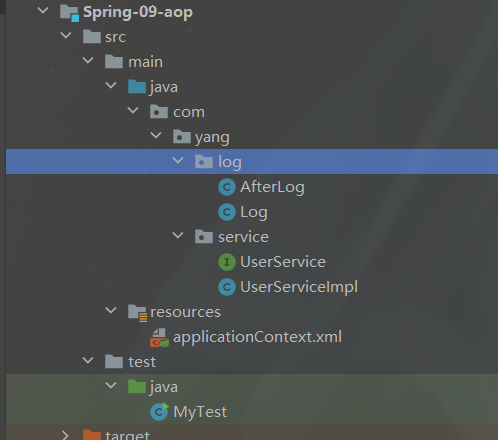 Spring-09-aop
src
main
java
com
yang
log
AfterLog
Log
service
UserService
UserServiceImpl
resources
applicationContext.xml
test
java
MyTest
target